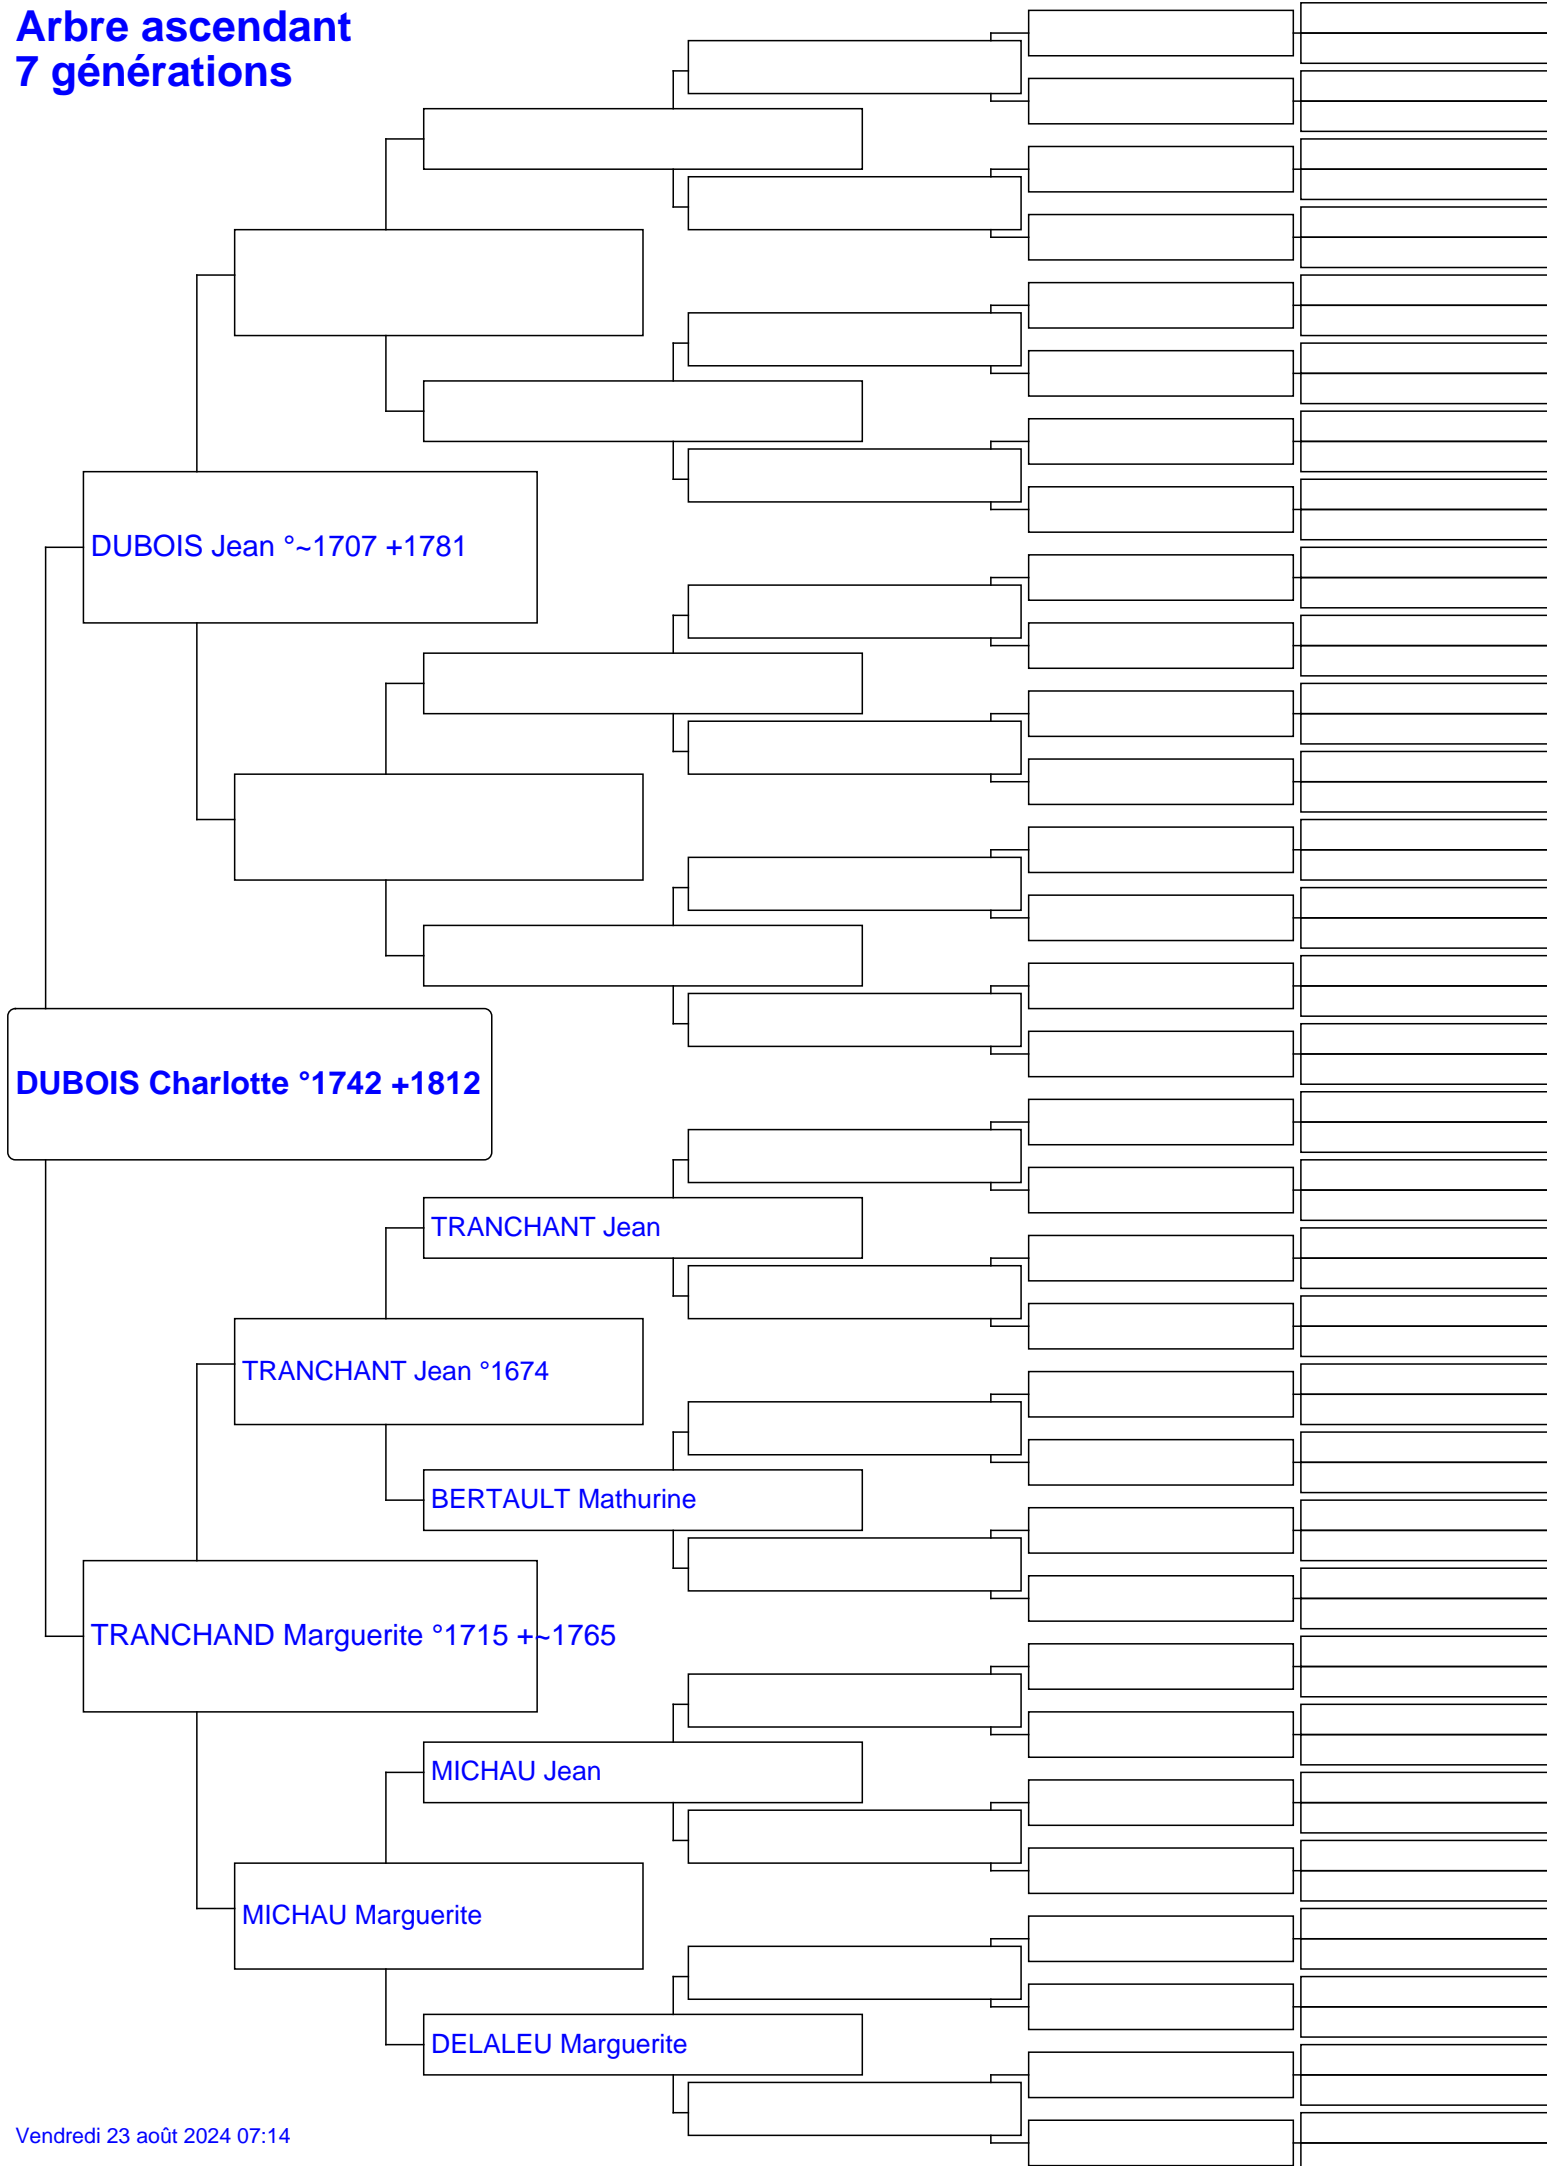 Arbre ascendant
7 générations
DUBOIS Jean °~1707 +1781
DUBOIS Charlotte °1742 +1812
TRANCHANT Jean
TRANCHANT Jean °1674
BERTAULT Mathurine
TRANCHAND Marguerite °1715 +~1765
MICHAU Jean
MICHAU Marguerite
DELALEU Marguerite
Vendredi 23 août 2024 07:14